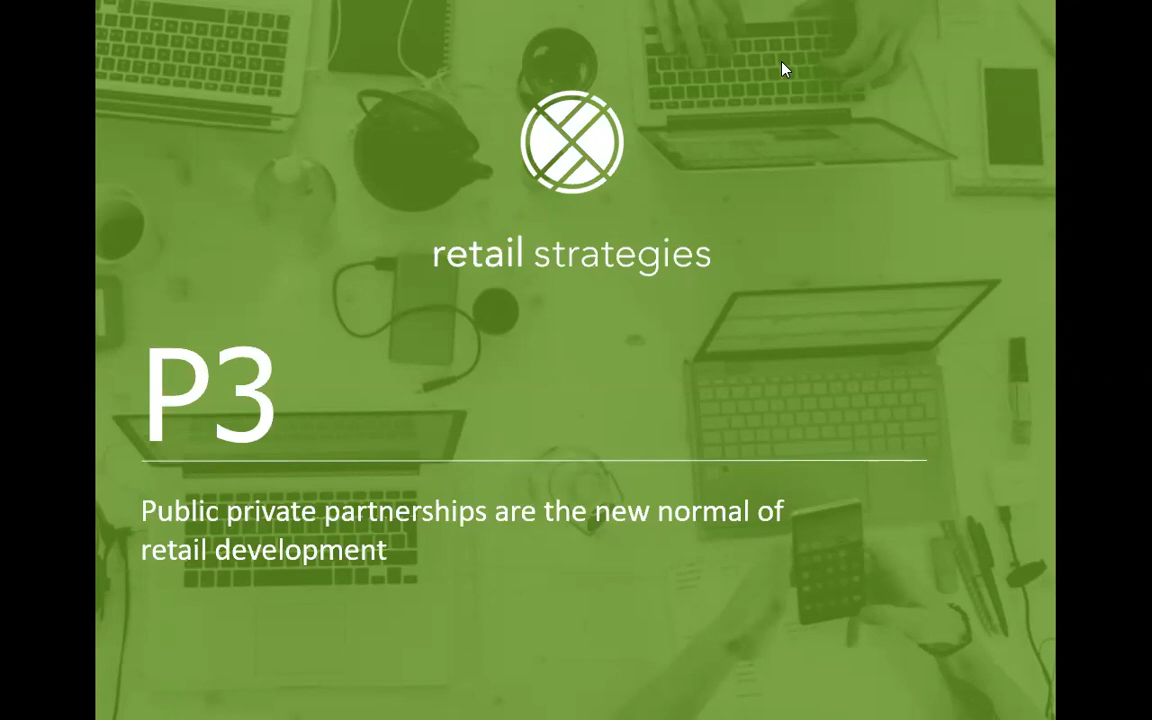 retail strategies
P3
Public private partnerships are the new normal of
retail development